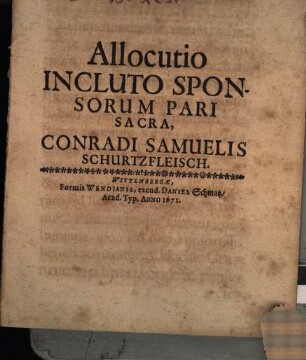 Allocutio
INCLUTO SPON-
SORUM PARI
SACRA,
CONRADI SAMUELIS
SCHURTZFLEISCH.
WITTENBERGÆ,
Formis WENDIANIS, excud. DANIEL Schmatz/
Acad. Typ. ANNO 1671.